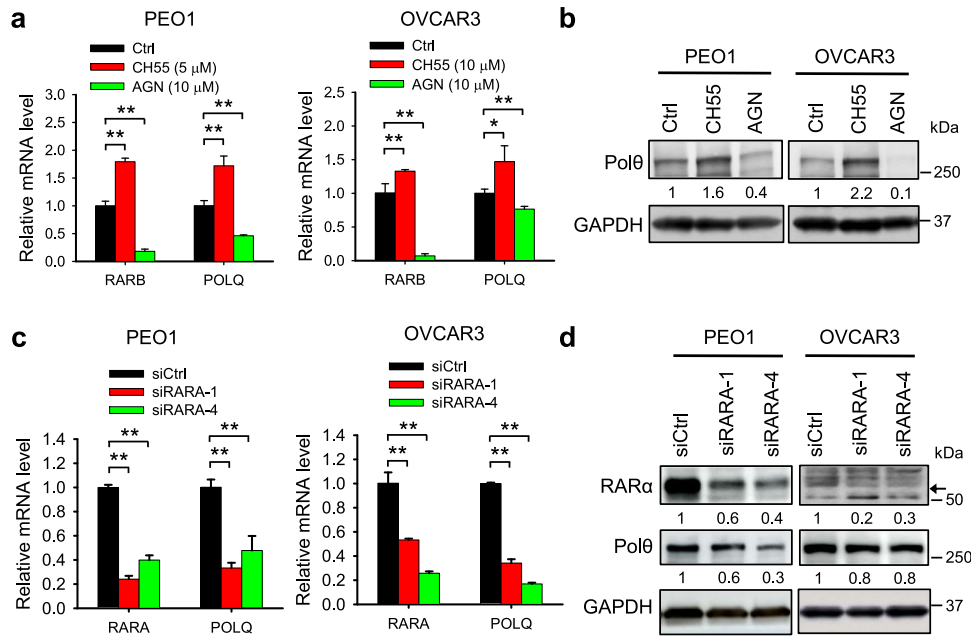 a
PEO1
Ctrl
CH55 (5 μM)
AGN (10 μM)
Relative mRNA level
3.0
2.5
2.0
1.5
1.0
0.5
0.0
**
**
**
**
RARB
POLQ
OVCAR3
Ctrl
CH55 (10 μM)
AGN (10 μM)
Relative mRNA level
2.5
2.0
1.5
1.0
0.5
0.0
**
**
**
*
RARB
POLQ
b
PEO1
OVCAR3
Ctrl
CH55
AGN
Ctrl
CH55
AGN
kDa
Polθ
250
1 1.6 0.4 1 2.2 0.1
GAPDH
37
c
PEO1
siCtrl
siRARA-1
siRARA-4
Relative mRNA level
1.4
1.2
1.0
0.8
0.6
0.4
0.2
0.0
**
**
**
**
RARA
POLQ
OVCAR3
siCtrl
siRARA-1
siRARA-4
Relative mRNA level
1.4
1.2
1.0
0.8
0.6
0.4
0.2
0.0
**
**
**
**
RARA
POLQ
d
PEO1
OVCAR3
siCtrl
siRARA-1
siRARA-4
siCtrl
siRARA-1
siRARA-4
kDa
RARα
50
1 0.6 0.4 1 0.2 0.3
Polθ
250
1 0.6 0.3 1 0.8 0.8
GAPDH
37